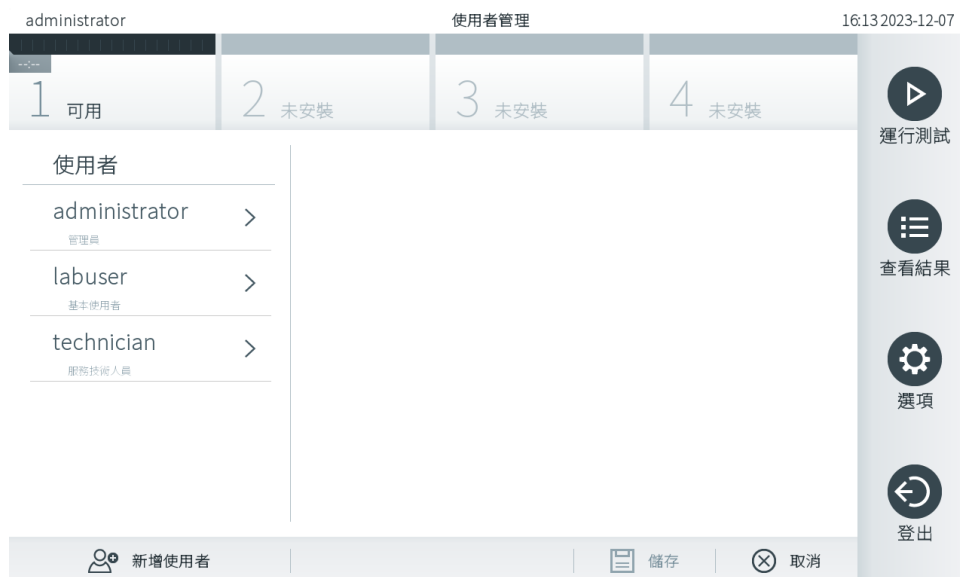 administrator 使用者管理 16:13 2023-12-07
--:--
1 可用 2 未安裝 3 未安裝 4 未安裝
運行測試
使用者
administrator
管理員
labuser
基本使用者
technician
服務技術人員
查看結果
選項
登出
新增使用者 儲存 取消